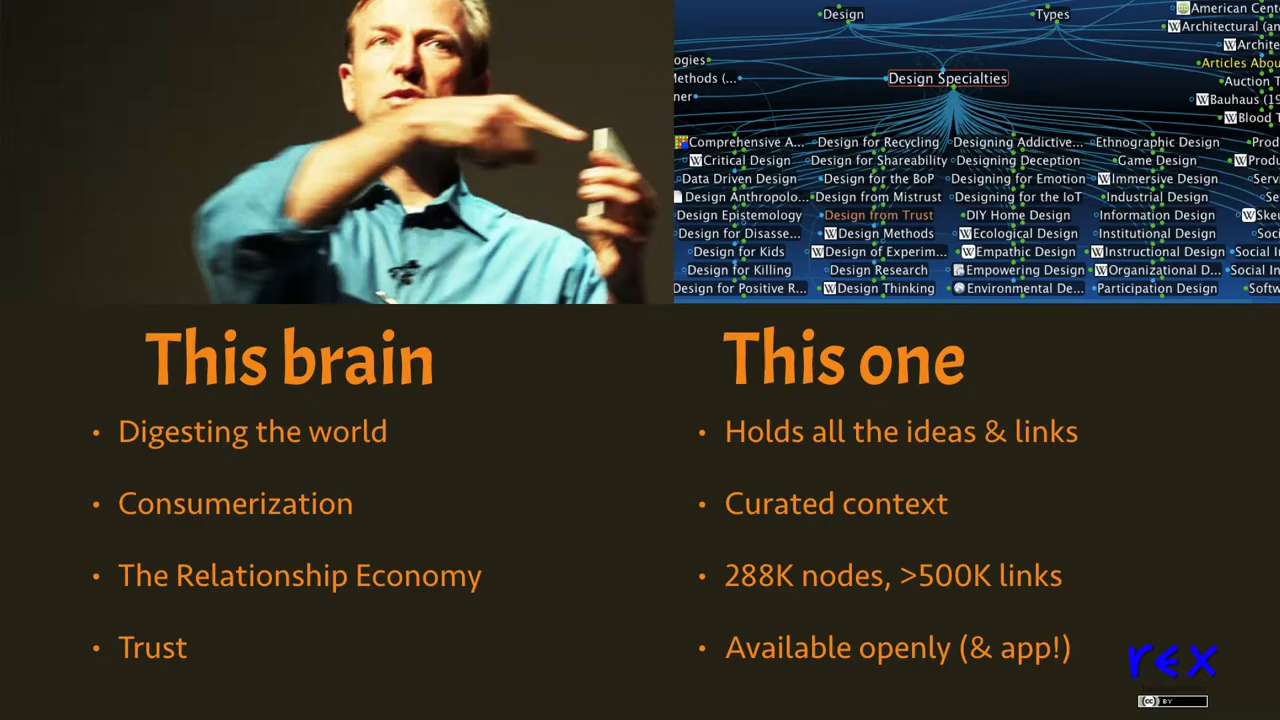 Design
Types
American Cent
Architectural (an
ogies
Archite
Articles Abou
Methods (...
Design Specialties
Auction T
ner
Bauhaus (19
Blood T
Comprehensive A...
Design for Recycling
Designing Addictive...
Ethnographic Design
Prod
Critical Design
Design for Shareability
Designing Deception
Game Design
Produ
Data Driven Design
Design for the BoP
Designing for Emotion
Immersive Design
Servi
Design Anthropolo...
Design from Mistrust
Designing for the IoT
Industrial Design
Se
Design Epistemology
Design from Trust
DIY Home Design
Information Design
Ske
Design for Disasse...
Design Methods
Ecological Design
Institutional Design
Soci
Design for Kids
Design of Experim...
Empathic Design
Instructional Design
Social I
Design for Killing
Design Research
Empowering Design
Organizational D...
Social In
Design for Positive R...
Design Thinking
Environmental De...
Participation Design
Softw
This brain
• Digesting the world
• Consumerization
• The Relationship Economy
• Trust
This one
• Holds all the ideas & links
• Curated context
• 288K nodes, >500K links
• Available openly (& app!)
rex
cc BY